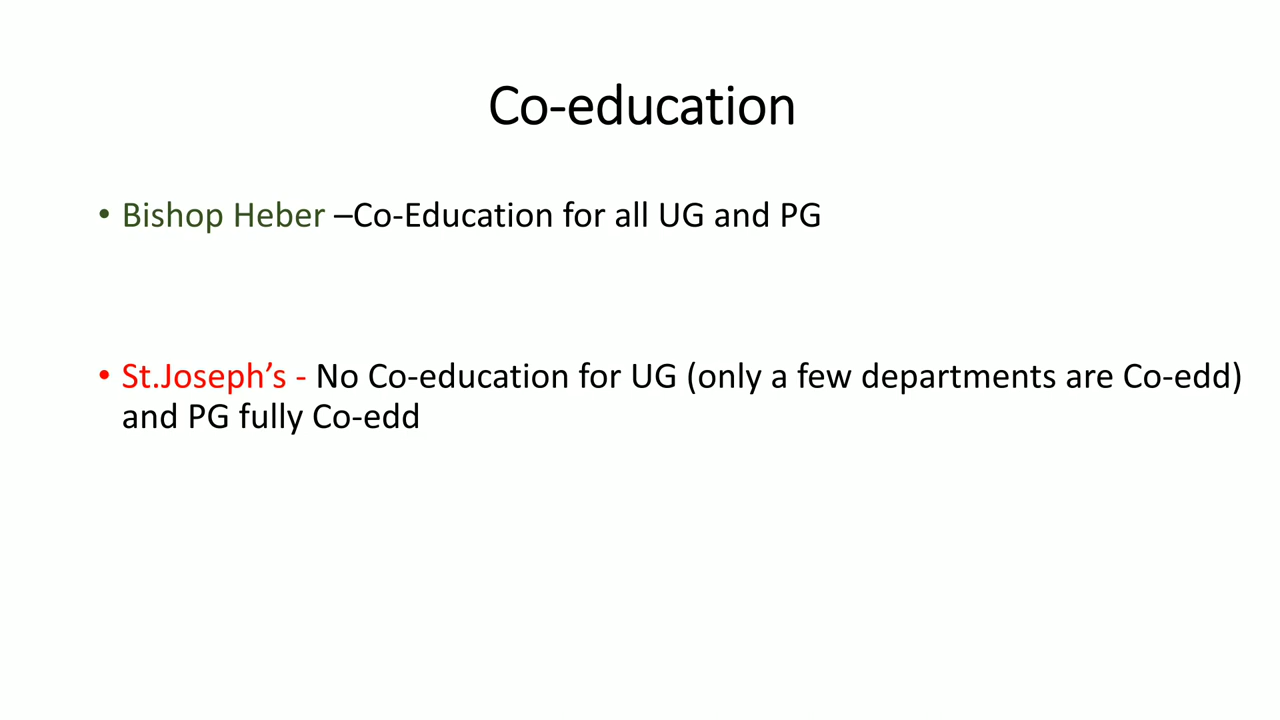 Co-education
• Bishop Heber –Co-Education for all UG and PG
• St.Joseph’s - No Co-education for UG (only a few departments are Co-edd)
and PG fully Co-edd